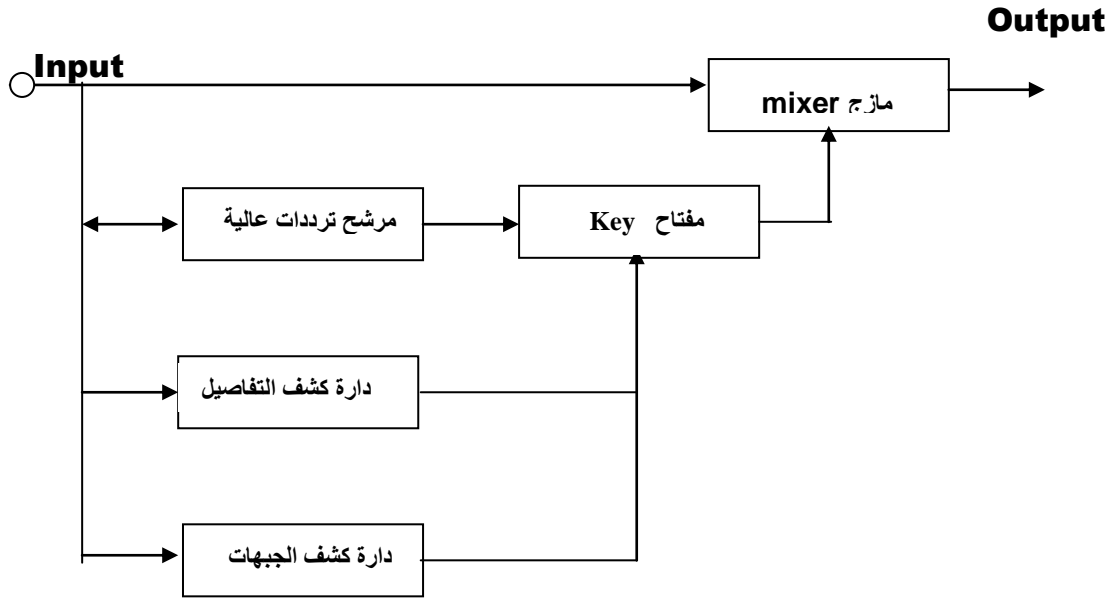 Output
Input
مازج mixer
مرشح ترددات عالية
مفتاح Key
دارة كشف التفاصيل
دارة كشف الجبهات